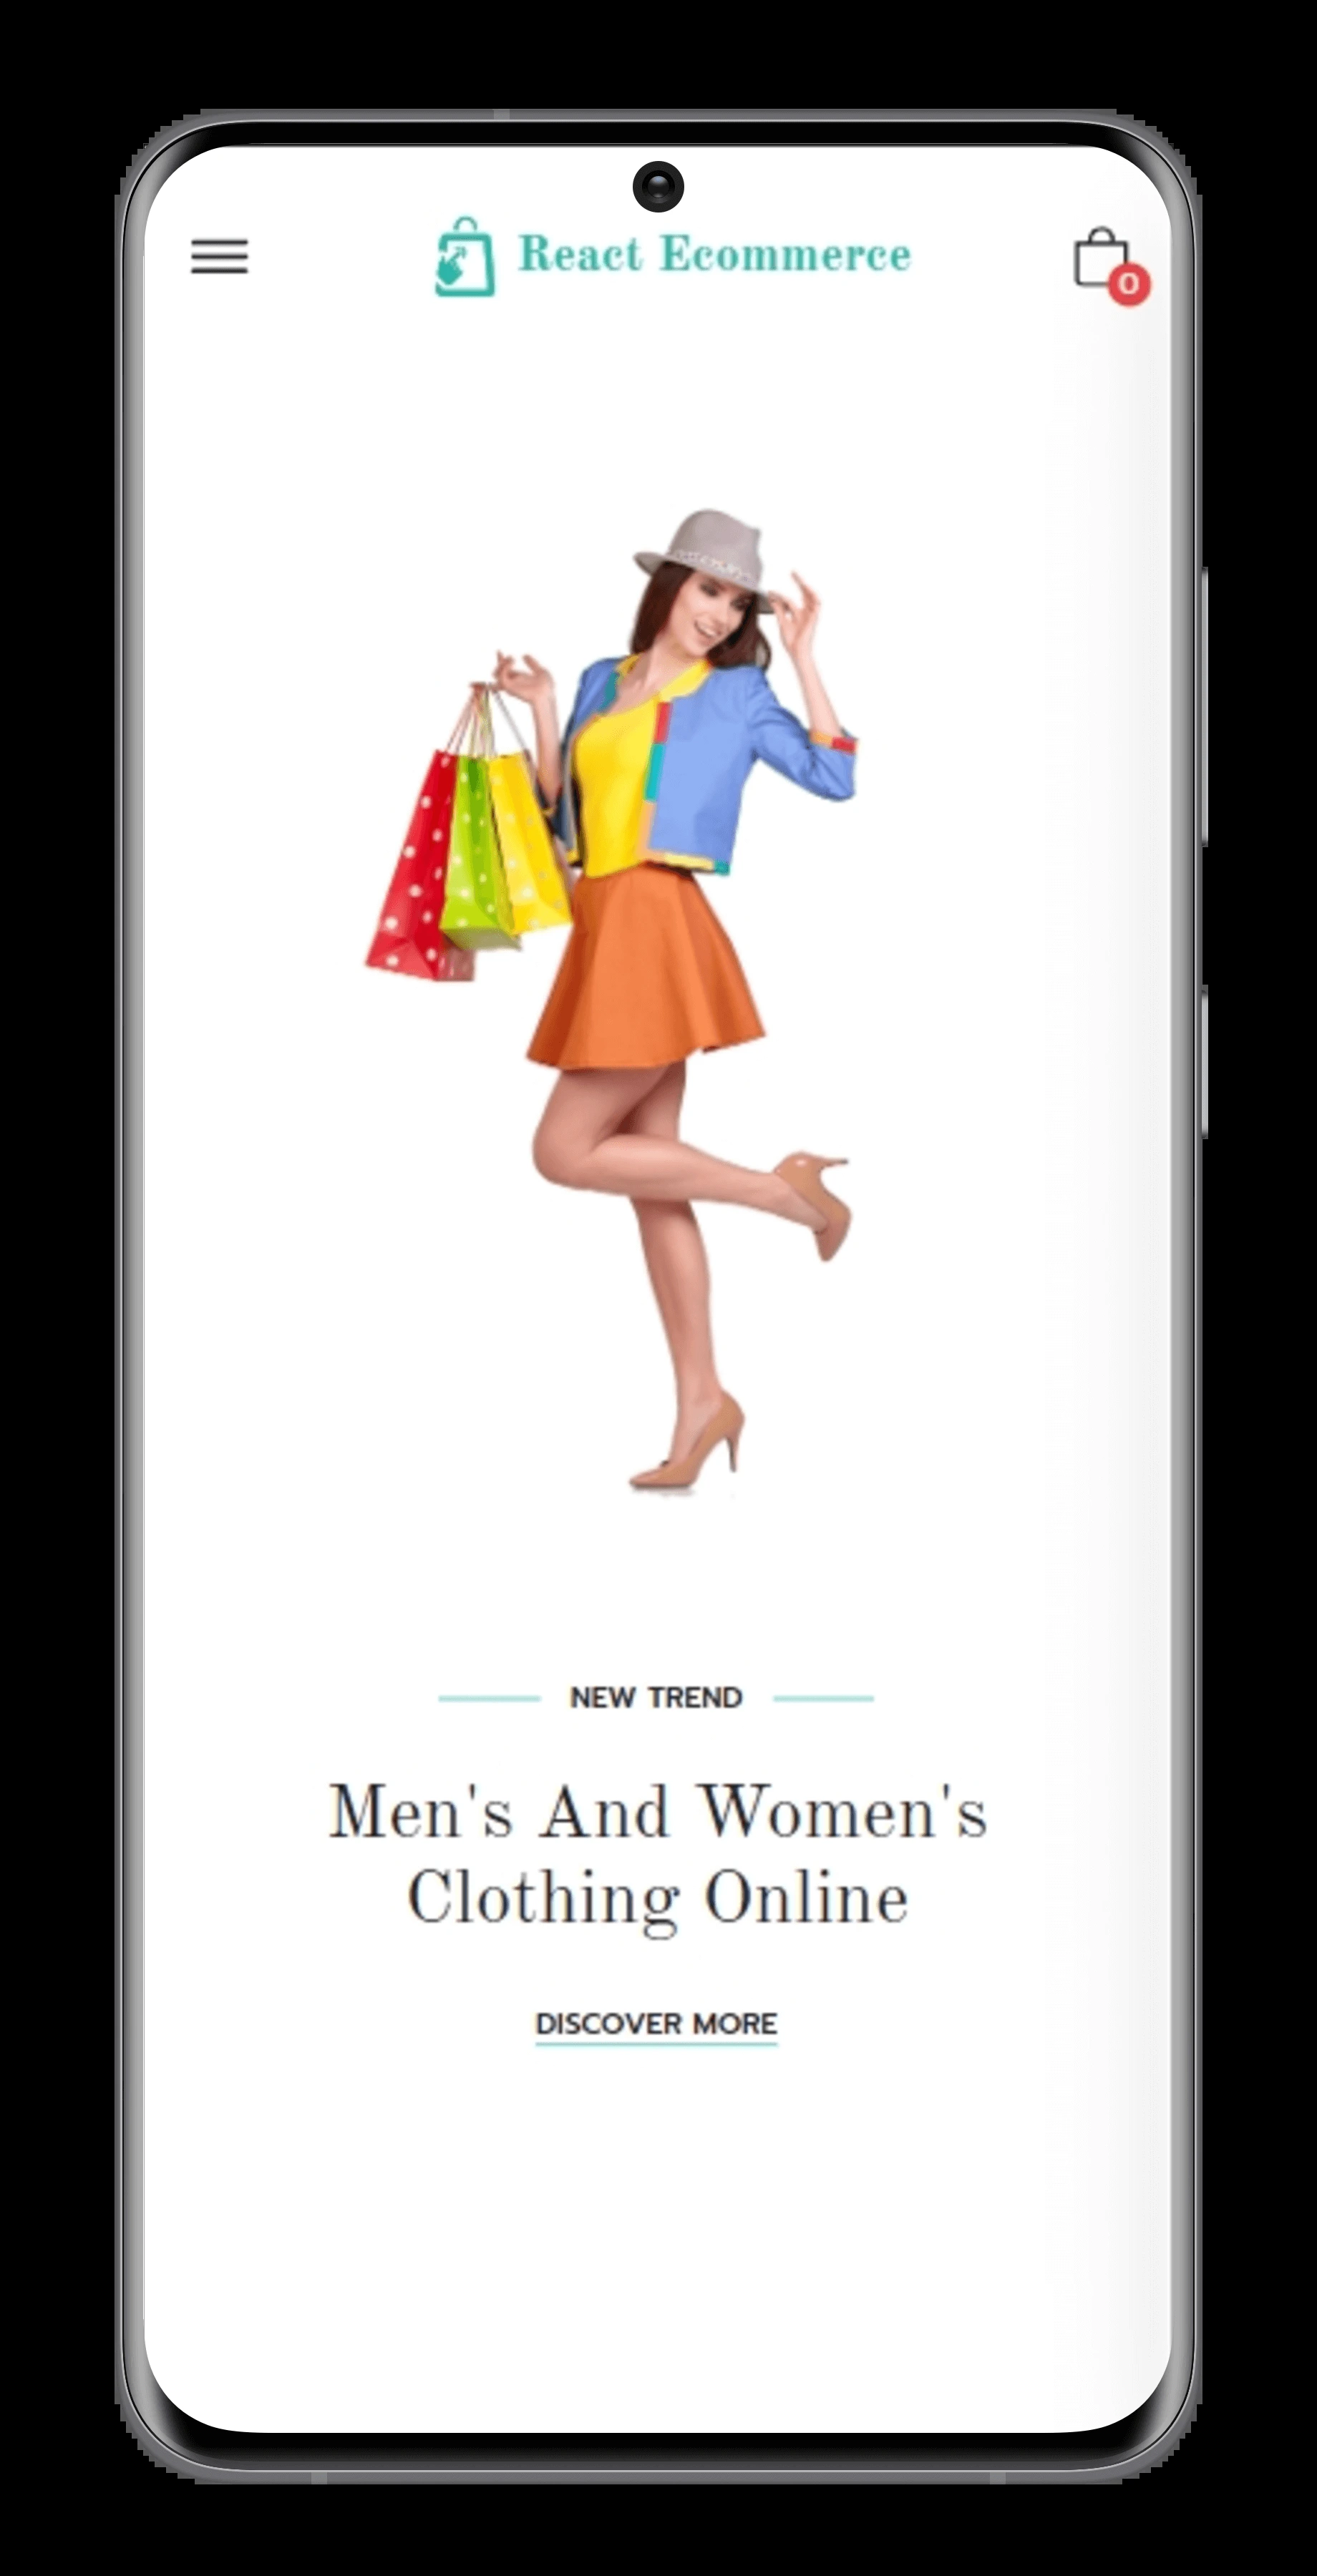 React Ecommerce
0
NEW TREND
Men's And Women's
Clothing Online
DISCOVER MORE